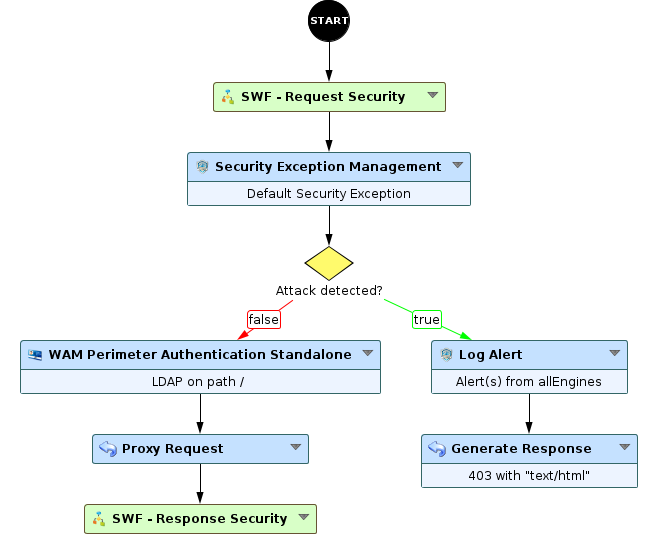 START
SWF - Request Security
Security Exception Management
Default Security Exception
Attack detected?
false
true
WAM Perimeter Authentication Standalone
LDAP on path /
Log Alert
Alert(s) from allEngines
Proxy Request
Generate Response
403 with "text/html"
SWF - Response Security